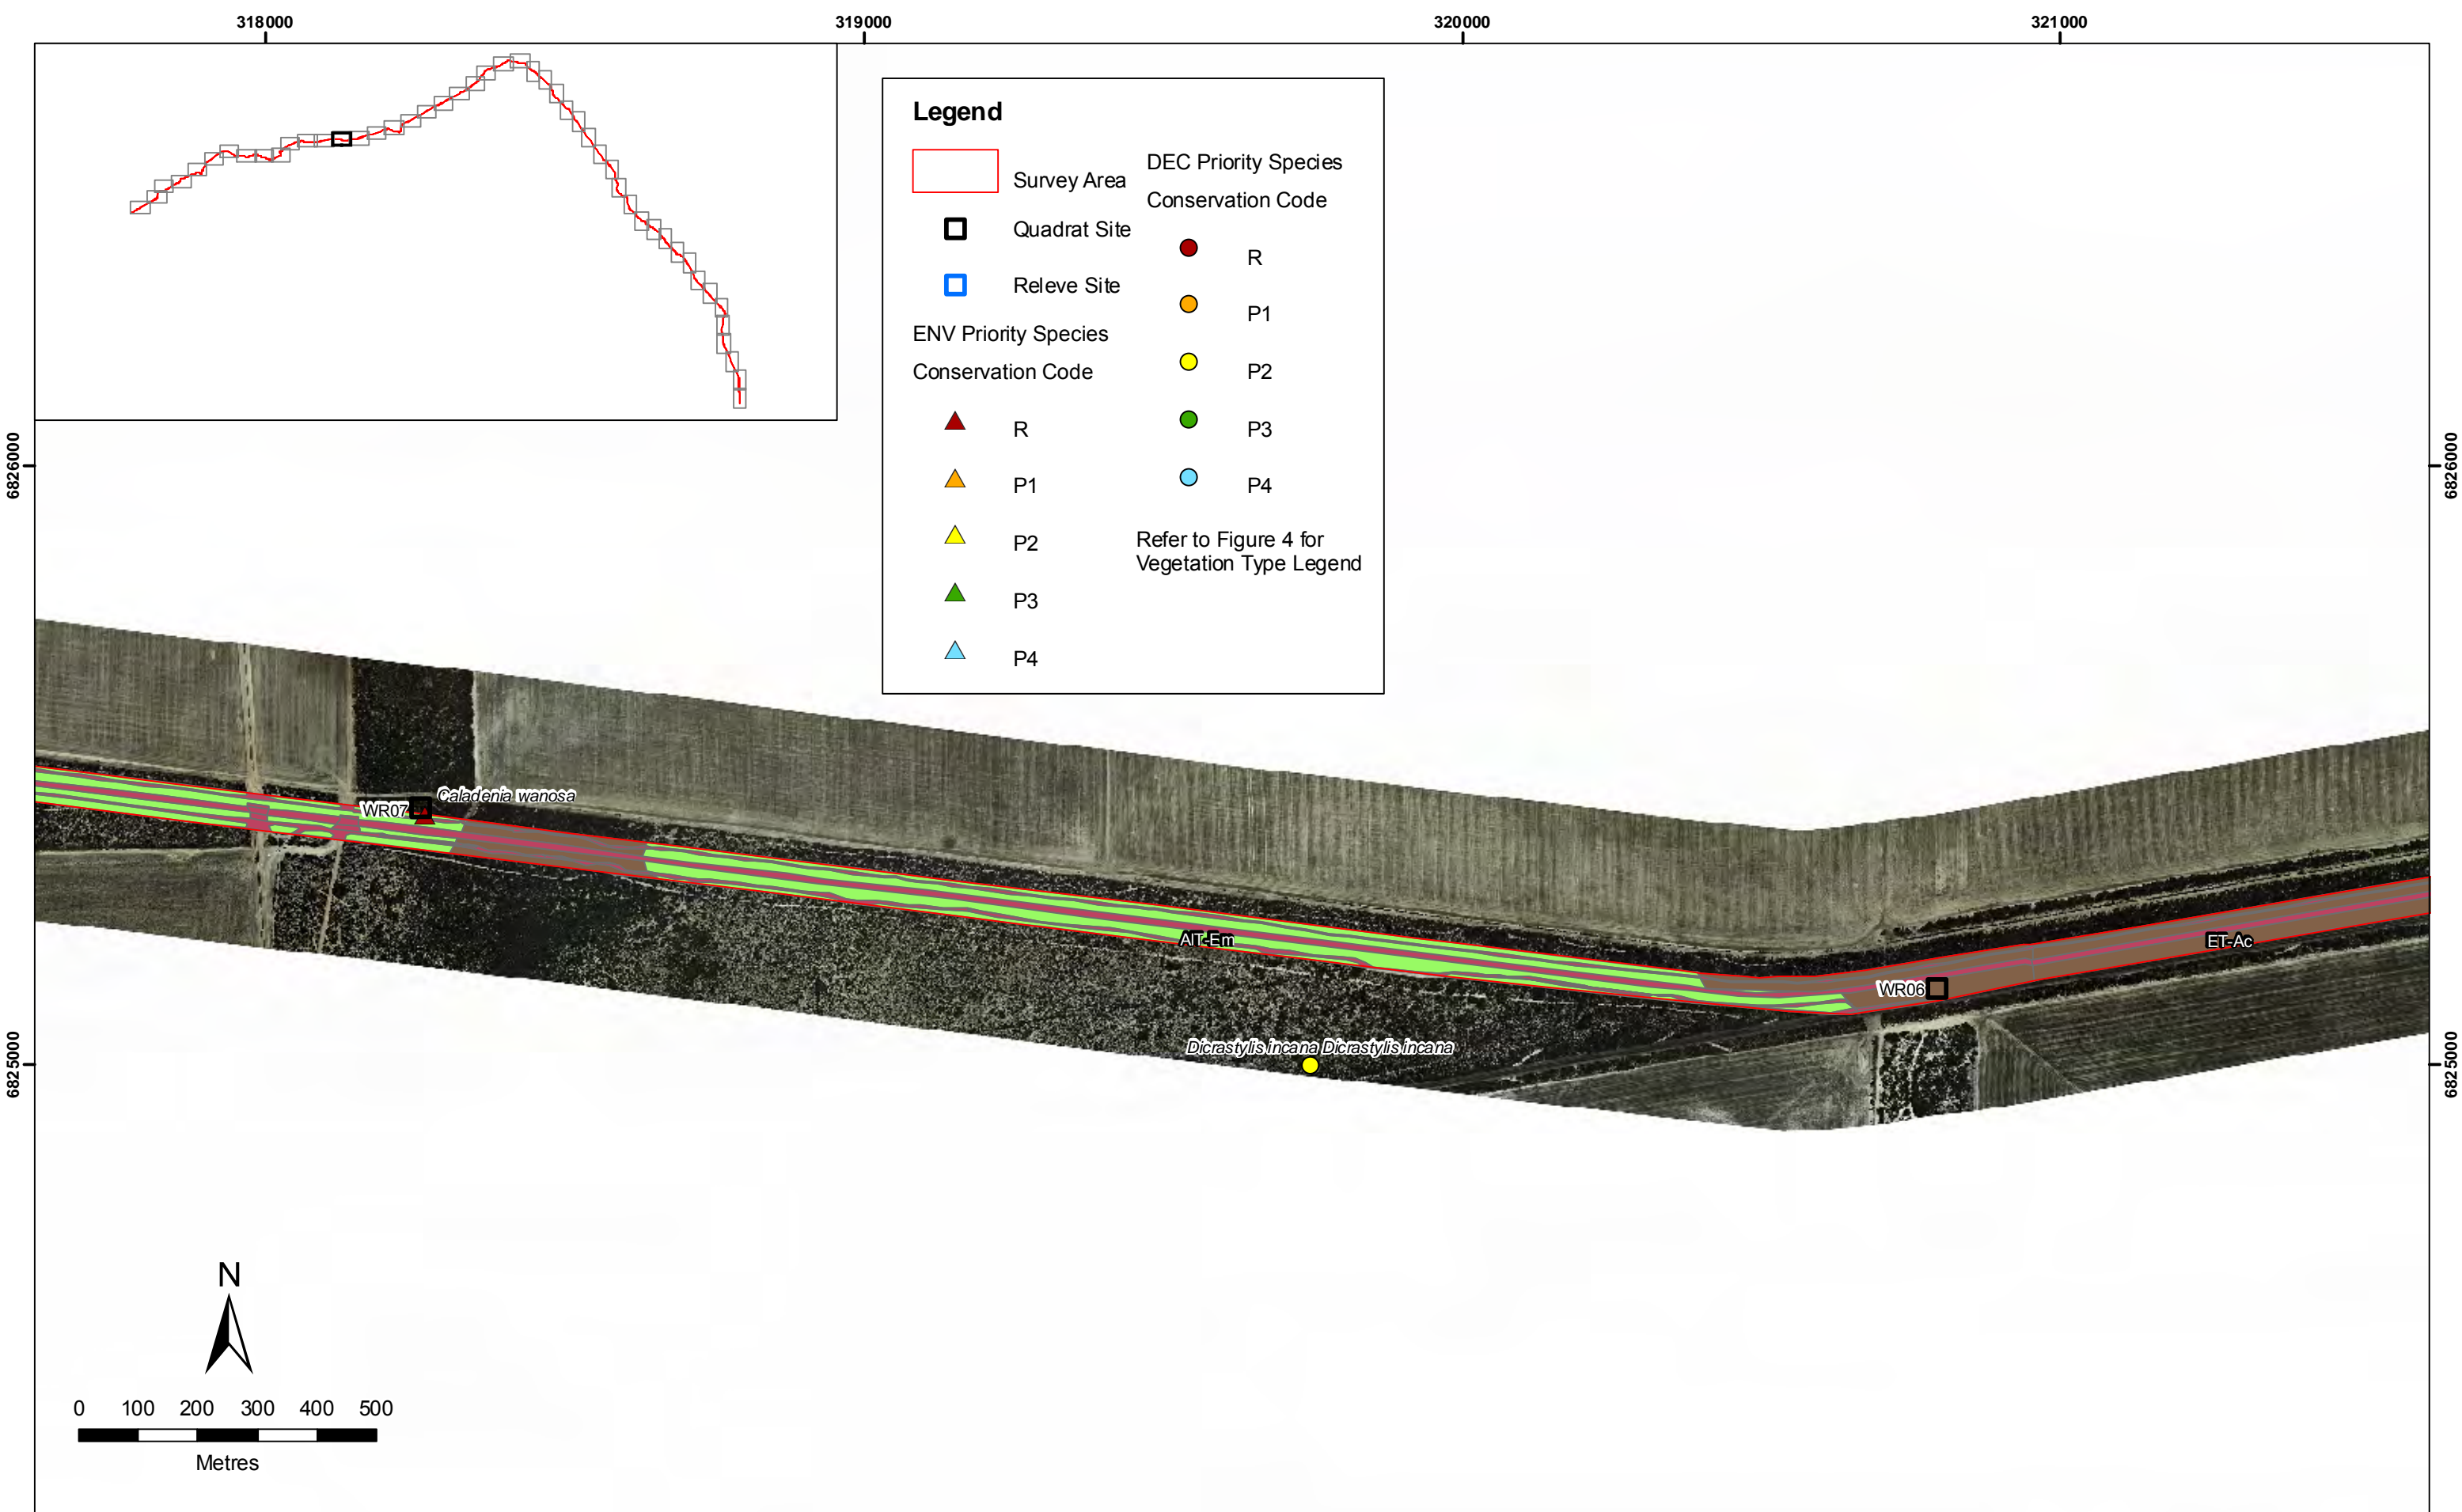 318000 319000 320000 321000
Legend
Survey Area
Quadrat Site
Releve Site
ENV Priority Species
Conservation Code
R
P1
P2
P3
P4
DEC Priority Species
Conservation Code
R
P1
P2
P3
P4
Refer to Figure 4 for
Vegetation Type Legend
6826000 6826000
Caladenia wanosa
WR07
AIT-Em
ET-Ac
WR06
Dicrastylis incana Dicrastylis incana
6825000 6825000
N
0 100 200 300 400 500
Metres